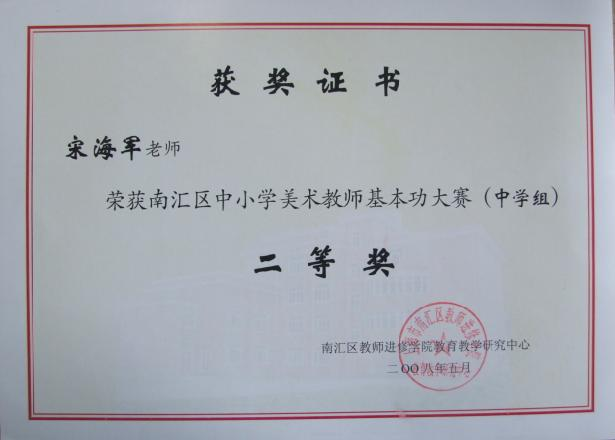 获奖证书
宋海军老师
荣获南汇区中小学美术教师基本功大赛（中学组）
二等奖
南汇区教师进修学院教育教学研究中心
二〇〇八年五月